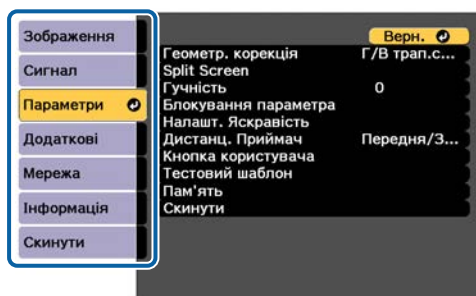 Зображення
Сигнал
Параметри
Додаткові
Мережа
Інформація
Скинути
Верн.
Геометр. корекція Г/В трап.с...
Split Screen
Гучність 0
Блокування параметра
Налашт. Яскравість
Дистанц. Приймач Передня/З...
Кнопка користувача
Тестовий шаблон
Пам'ять
Скинути